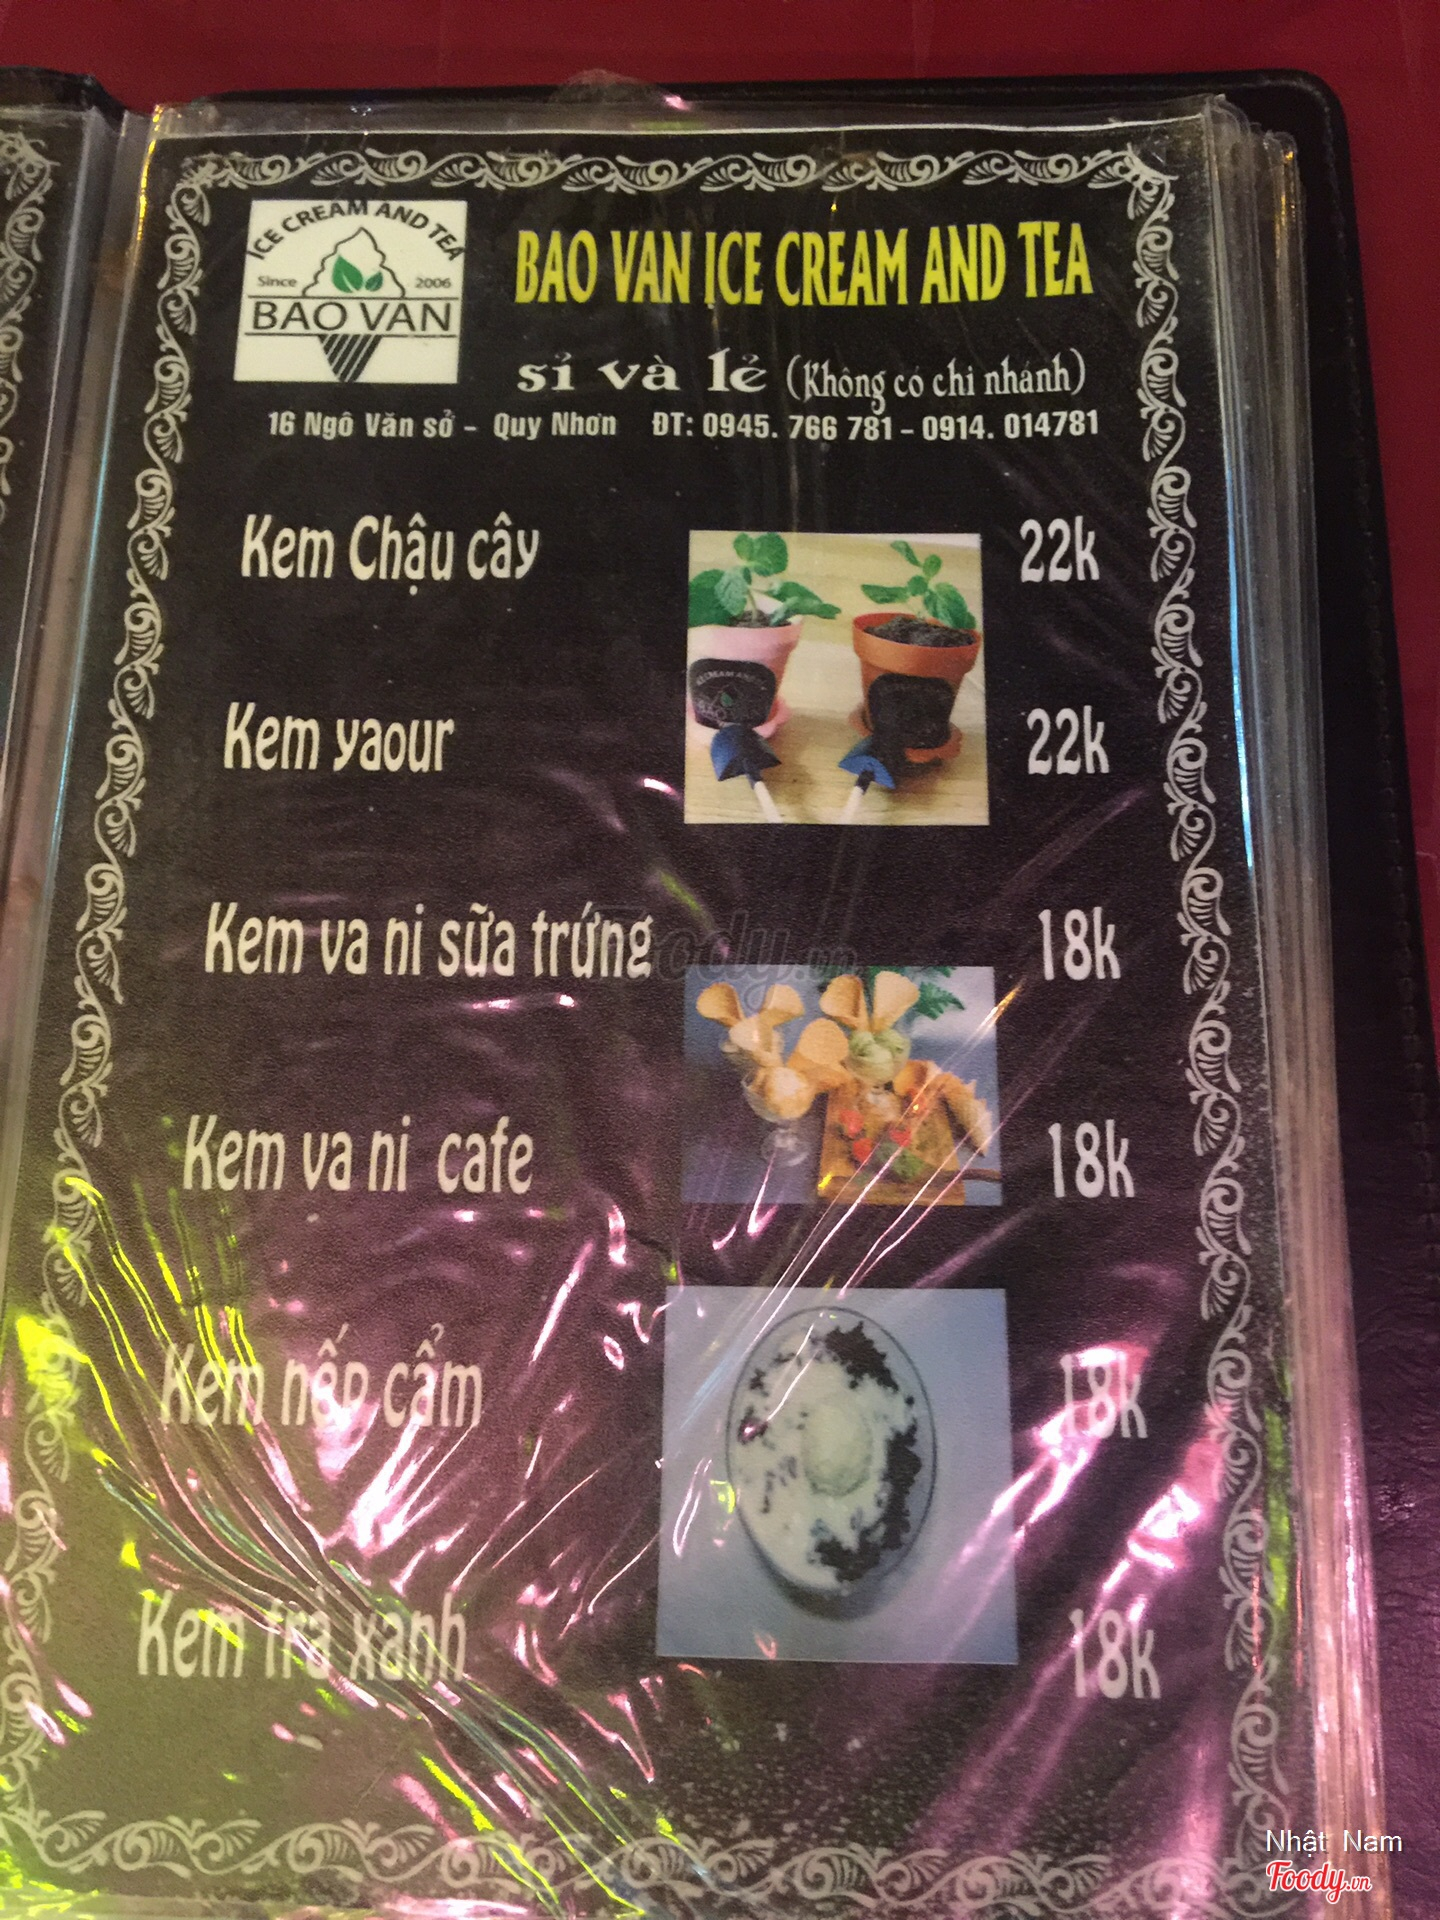 ICE CREAM AND TEA
Since 2006
BAO VAN
BAO VAN ICE CREAM AND TEA
sỉ và lẻ (Không có chi nhánh)
16 Ngô Văn sở - Quy Nhơn ĐT: 0945. 766 781 - 0914. 014781
Kem Chậu cây 22k
Kem yaour 22k
Kem va ni sữa trứng 18k
Kem va ni cafe 18k
Kem nếp cẩm 18k
Kem trà xanh 18k
Foody.vn
Nhật Nam
Foody.vn